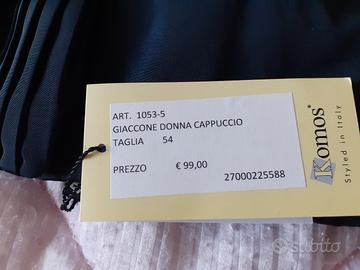 ART. 1053-5
GIACCONE DONNA CAPPUCCIO
TAGLIA 54
PREZZO € 99,00
27000225588
Komos®
Styled in Italy
subito